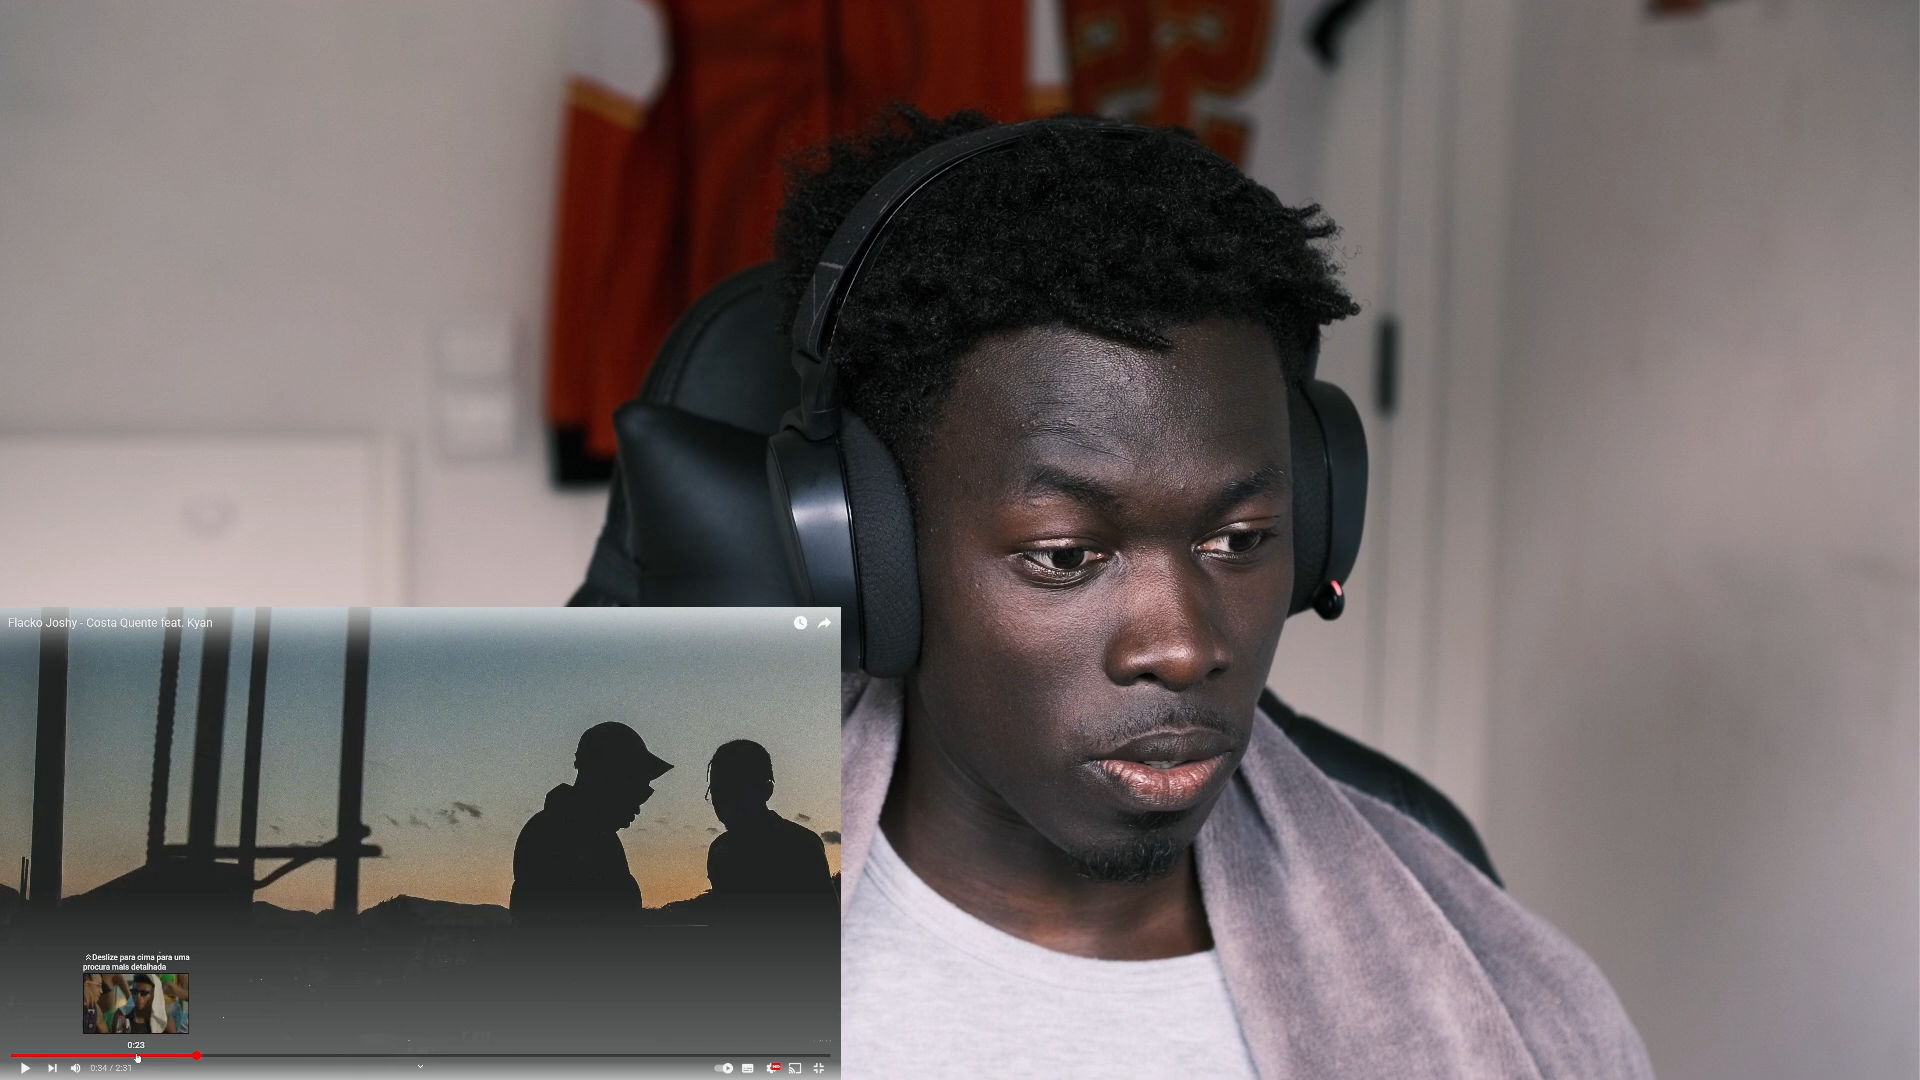 Flacko Joshy - Costa Quente feat. Kyan
Deslize para cima para uma
procura mais detalhada
0:23
0:34 / 2:31